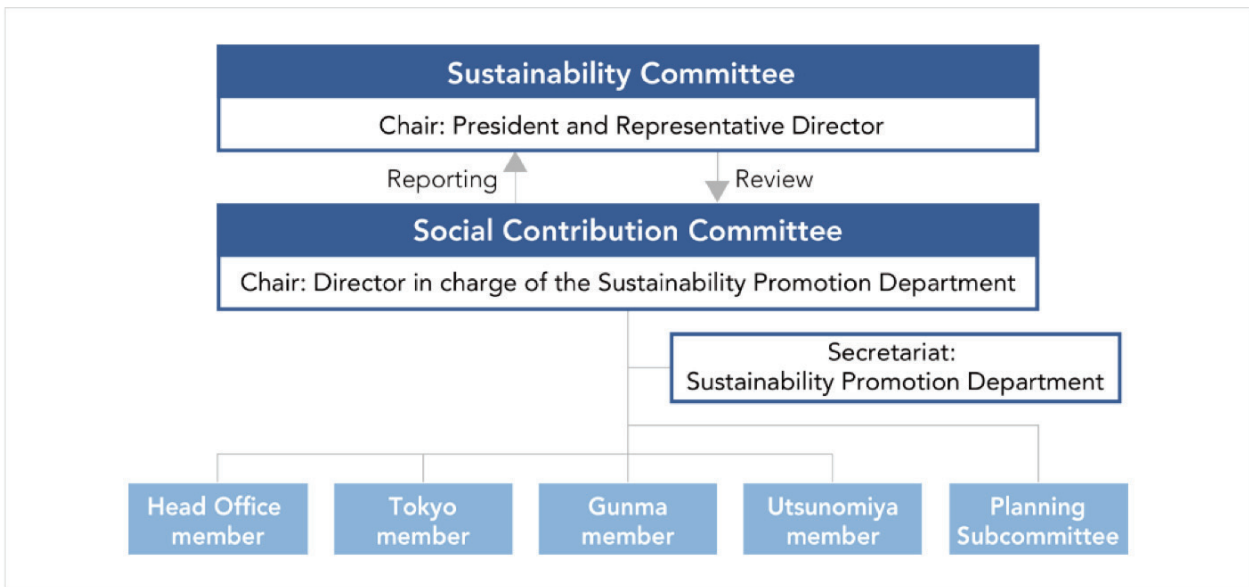 Sustainability Committee
Chair: President and Representative Director
Reporting
Review
Social Contribution Committee
Chair: Director in charge of the Sustainability Promotion Department
Secretariat:
Sustainability Promotion Department
Head Office
member
Tokyo
member
Gunma
member
Utsunomiya
member
Planning
Subcommittee